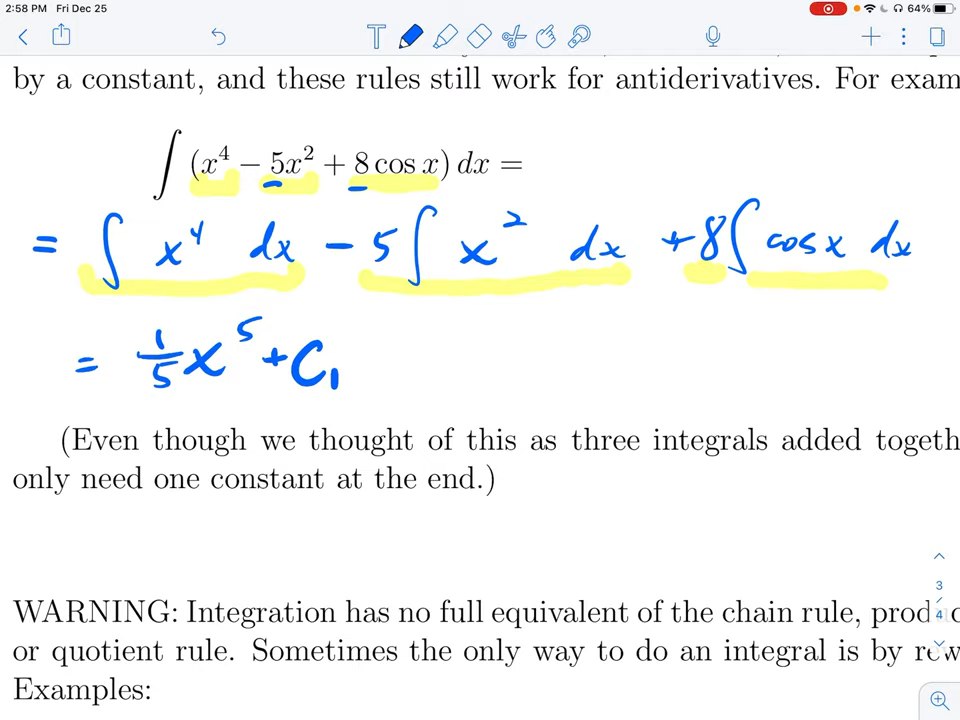 2:58 PM Fri Dec 25 64%
by a constant, and these rules still work for antiderivatives. For exam
∫ (x⁴ − 5x² + 8 cos x) dx =
= ∫ x⁴ dx − 5 ∫ x² dx + 8 ∫ cos x dx
= 1/5 x⁵ + C₁
(Even though we thought of this as three integrals added togeth
only need one constant at the end.)
3
/
4
WARNING: Integration has no full equivalent of the chain rule, produc
or quotient rule. Sometimes the only way to do an integral is by rew
Examples: